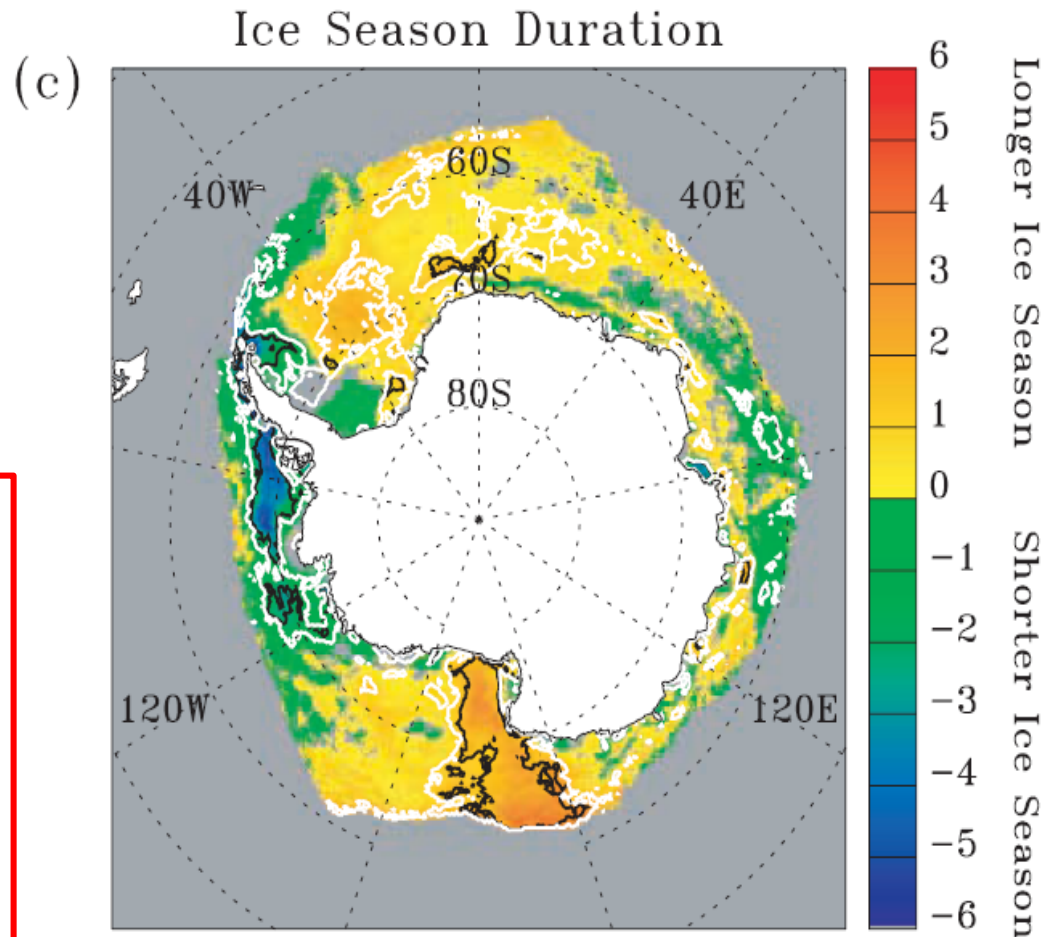 Ice Season Duration
(c)
60S
40W
40E
70S
80S
120W
120E
6
5
4
3
2
1
0
−1
−2
−3
−4
−5
−6
Longer Ice Season
Shorter Ice Season